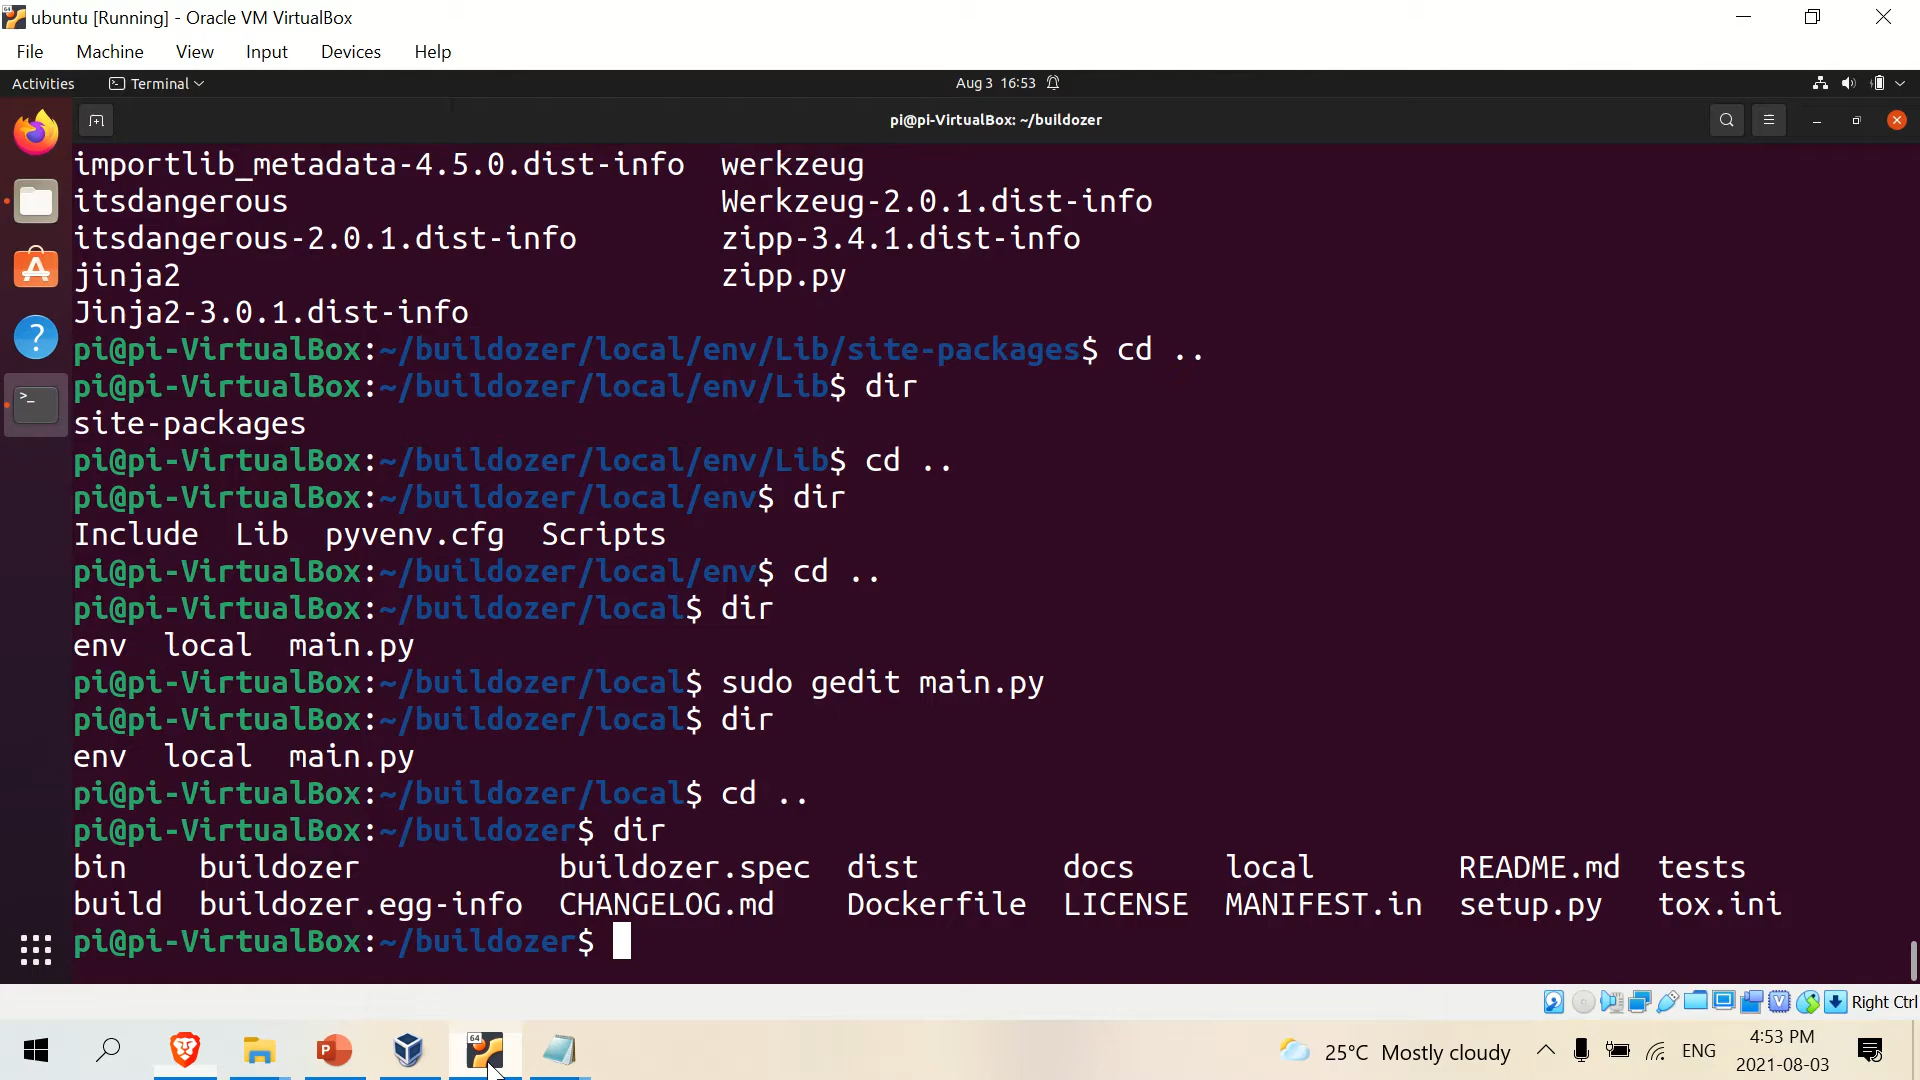 ubuntu [Running] - Oracle VM VirtualBox
File Machine View Input Devices Help
Activities Terminal Aug 3 16:53
pi@pi-VirtualBox: ~/buildozer
importlib_metadata-4.5.0.dist-info werkzeug
itsdangerous Werkzeug-2.0.1.dist-info
itsdangerous-2.0.1.dist-info zipp-3.4.1.dist-info
jinja2 zipp.py
Jinja2-3.0.1.dist-info
pi@pi-VirtualBox:~/buildozer/local/env/Lib/site-packages$ cd ..
pi@pi-VirtualBox:~/buildozer/local/env/Lib$ dir
site-packages
pi@pi-VirtualBox:~/buildozer/local/env/Lib$ cd ..
pi@pi-VirtualBox:~/buildozer/local/env$ dir
Include Lib pyvenv.cfg Scripts
pi@pi-VirtualBox:~/buildozer/local/env$ cd ..
pi@pi-VirtualBox:~/buildozer/local$ dir
env local main.py
pi@pi-VirtualBox:~/buildozer/local$ sudo gedit main.py
pi@pi-VirtualBox:~/buildozer/local$ dir
env local main.py
pi@pi-VirtualBox:~/buildozer/local$ cd ..
pi@pi-VirtualBox:~/buildozer$ dir
bin buildozer buildozer.spec dist docs local README.md tests
build buildozer.egg-info CHANGELOG.md Dockerfile LICENSE MANIFEST.in setup.py tox.ini
pi@pi-VirtualBox:~/buildozer$
Right Ctrl
25°C Mostly cloudy ENG 4:53 PM
2021-08-03